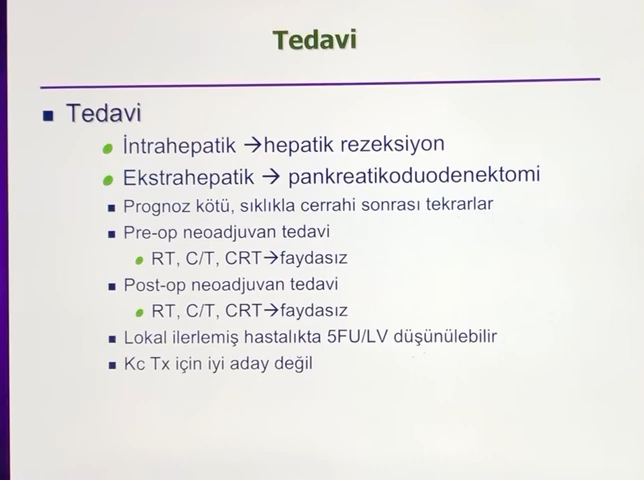 Tedavi
Tedavi
İntrahepatik →hepatik rezeksiyon
Ekstrahepatik → pankreatikoduodenektomi
Prognoz kötü, sıklıkla cerrahi sonrası tekrarlar
Pre-op neoadjuvan tedavi
RT, C/T, CRT→faydasız
Post-op neoadjuvan tedavi
RT, C/T, CRT→faydasız
Lokal ilerlemiş hastalıkta 5FU/LV düşünülebilir
Kc Tx için iyi aday değil